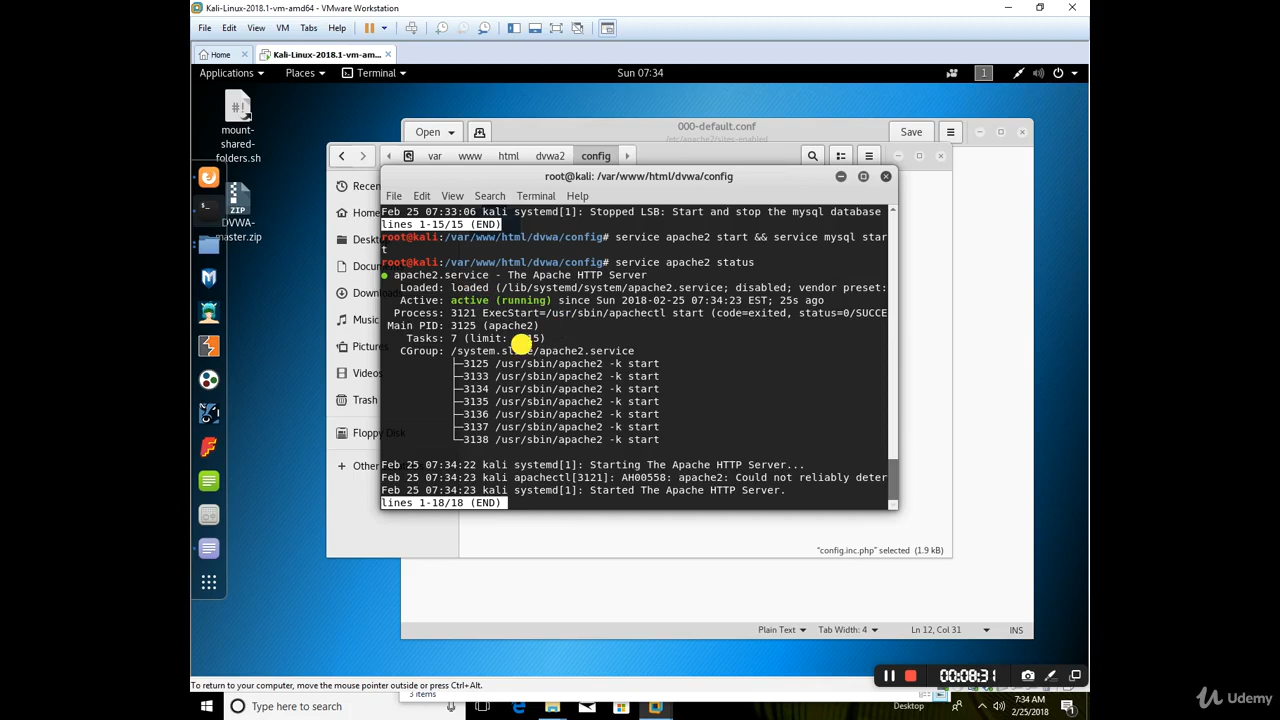 Kali-Linux-2018.1-vm-amd64 - VMware Workstation
File Edit View VM Tabs Help
Home Kali-Linux-2018.1-vm-am...
Applications Places Terminal Sun 07:34 1
#!
mount-
shared-
folders.sh
ZIP
DVWA-
master.zip
Open 000-default.conf Save
/etc/apache2/sites-enabled
var www html dvwa2 config
Recen
Home
Deskt
Docum
Downloads
Music
Pictures
Videos
Trash
Floppy Disk
Other
root@kali: /var/www/html/dvwa/config
File Edit View Search Terminal Help
Feb 25 07:33:06 kali systemd[1]: Stopped LSB: Start and stop the mysql database
lines 1-15/15 (END)
root@kali:/var/www/html/dvwa/config# service apache2 start && service mysql star
t
root@kali:/var/www/html/dvwa/config# service apache2 status
● apache2.service - The Apache HTTP Server
Loaded: loaded (/lib/systemd/system/apache2.service; disabled; vendor preset:
Active: active (running) since Sun 2018-02-25 07:34:23 EST; 25s ago
Process: 3121 ExecStart=/usr/sbin/apachectl start (code=exited, status=0/SUCCE
Main PID: 3125 (apache2)
Tasks: 7 (limit: 5)
CGroup: /system.sl e/apache2.service
├─3125 /usr/sbin/apache2 -k start
├─3133 /usr/sbin/apache2 -k start
├─3134 /usr/sbin/apache2 -k start
├─3135 /usr/sbin/apache2 -k start
├─3136 /usr/sbin/apache2 -k start
├─3137 /usr/sbin/apache2 -k start
└─3138 /usr/sbin/apache2 -k start
Feb 25 07:34:22 kali systemd[1]: Starting The Apache HTTP Server...
Feb 25 07:34:23 kali apachectl[3121]: AH00558: apache2: Could not reliably deter
Feb 25 07:34:23 kali systemd[1]: Started The Apache HTTP Server.
lines 1-18/18 (END)
"config.inc.php" selected (1.9 kB)
Plain Text Tab Width: 4 Ln 12, Col 31 INS
00:08:31
To return to your computer, move the mouse pointer outside or press Ctrl+Alt.
3 items
Type here to search
Desktop 7:34 AM
2/25/2018
Udemy